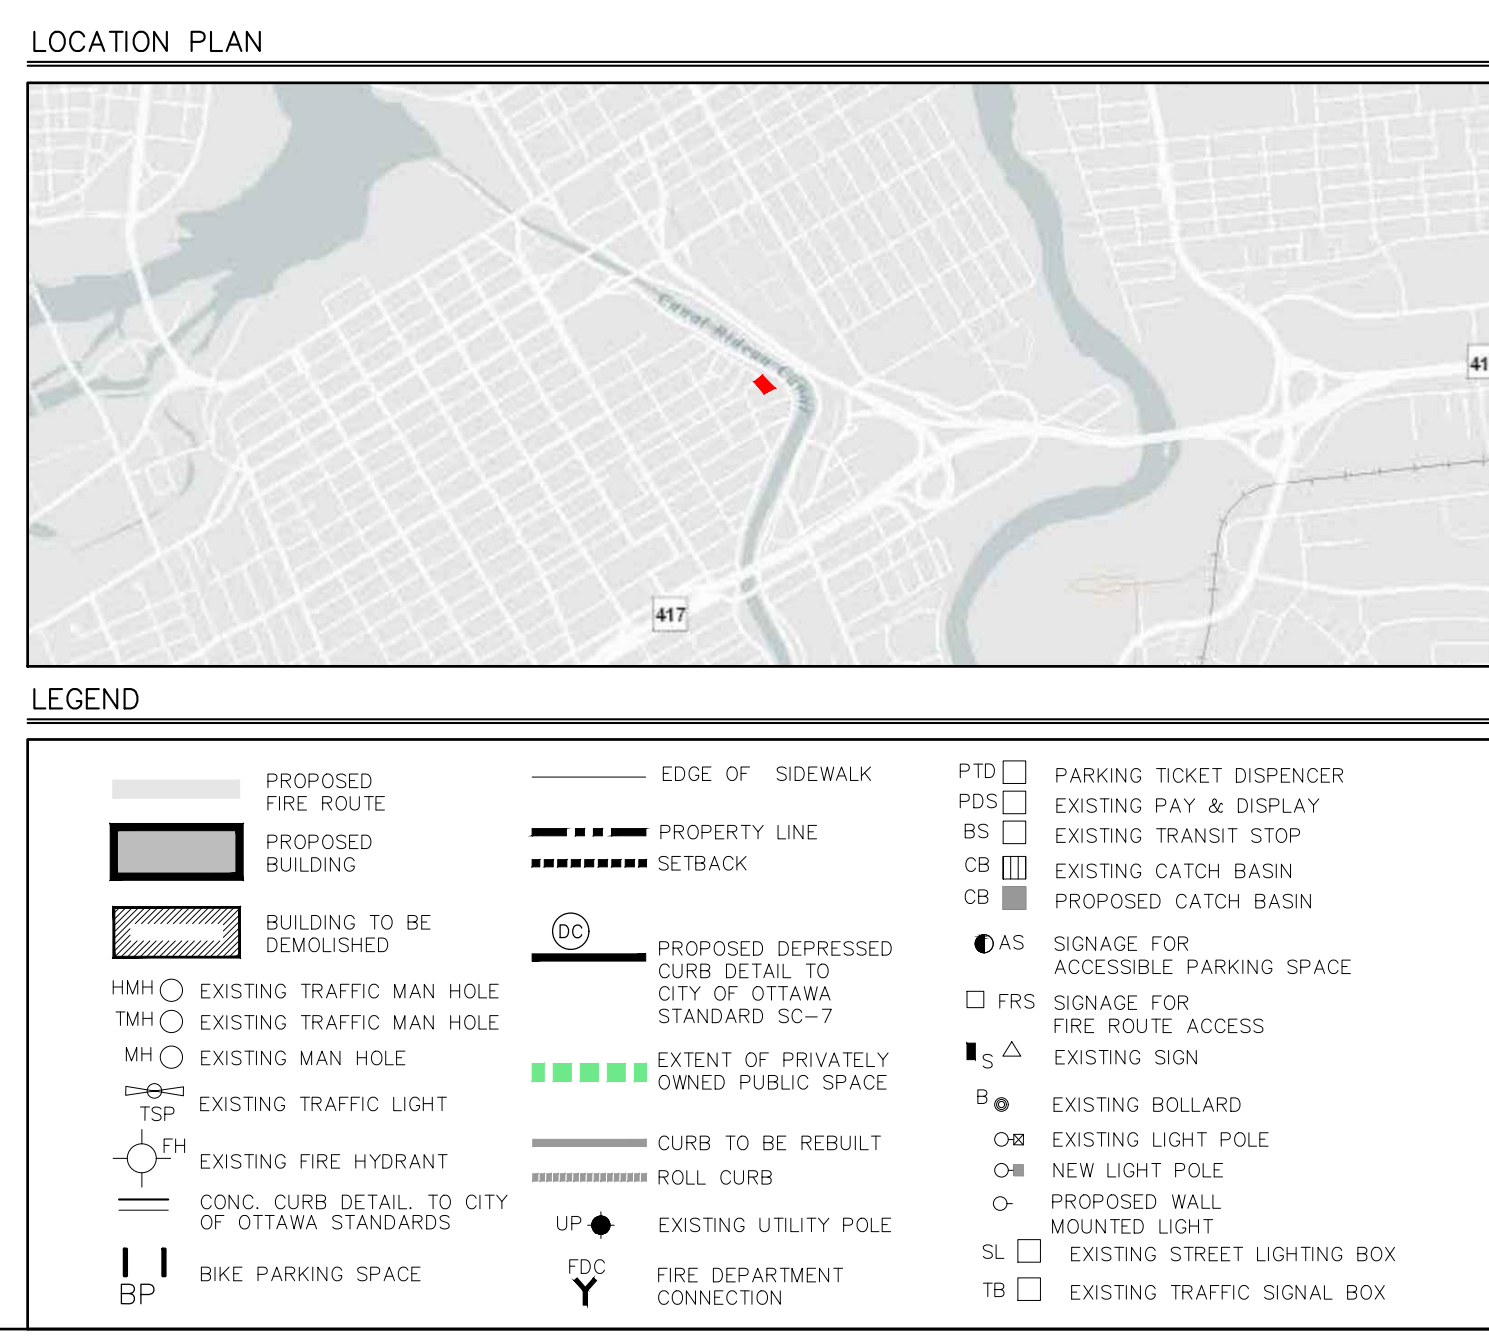 LOCATION PLAN
Canal Rideau Canal
41
417
LEGEND
PROPOSED
FIRE ROUTE
PROPOSED
BUILDING
BUILDING TO BE
DEMOLISHED
HMH EXISTING TRAFFIC MAN HOLE
TMH EXISTING TRAFFIC MAN HOLE
MH EXISTING MAN HOLE
TSP EXISTING TRAFFIC LIGHT
FH EXISTING FIRE HYDRANT
CONC. CURB DETAIL. TO CITY
OF OTTAWA STANDARDS
BP BIKE PARKING SPACE
EDGE OF SIDEWALK
PROPERTY LINE
SETBACK
DC
PROPOSED DEPRESSED
CURB DETAIL TO
CITY OF OTTAWA
STANDARD SC-7
EXTENT OF PRIVATELY
OWNED PUBLIC SPACE
CURB TO BE REBUILT
ROLL CURB
UP EXISTING UTILITY POLE
FDC
FIRE DEPARTMENT
CONNECTION
PTD PARKING TICKET DISPENCER
PDS EXISTING PAY & DISPLAY
BS EXISTING TRANSIT STOP
CB EXISTING CATCH BASIN
CB PROPOSED CATCH BASIN
AS SIGNAGE FOR
ACCESSIBLE PARKING SPACE
FRS SIGNAGE FOR
FIRE ROUTE ACCESS
S EXISTING SIGN
B EXISTING BOLLARD
EXISTING LIGHT POLE
NEW LIGHT POLE
PROPOSED WALL
MOUNTED LIGHT
SL EXISTING STREET LIGHTING BOX
TB EXISTING TRAFFIC SIGNAL BOX